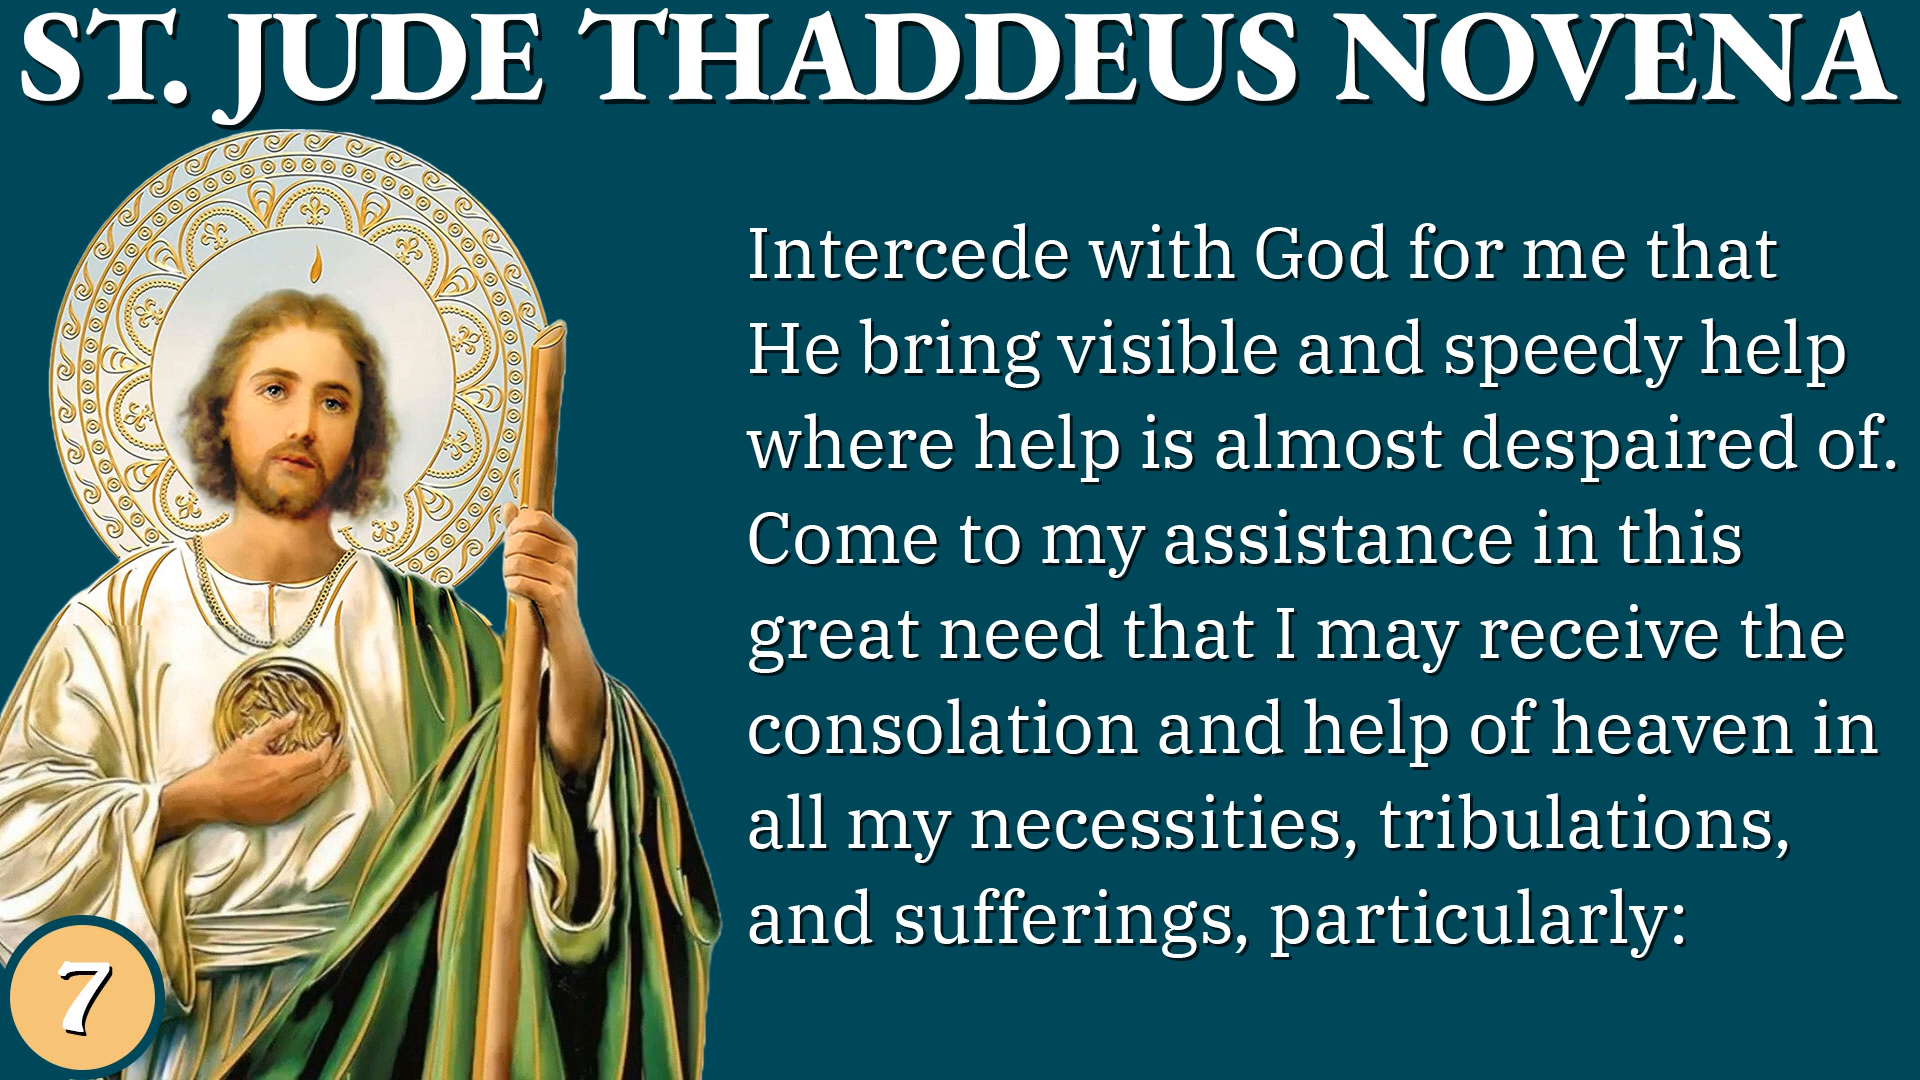 ST. JUDE THADDEUS NOVENA
Intercede with God for me that
He bring visible and speedy help
where help is almost despaired of.
Come to my assistance in this
great need that I may receive the
consolation and help of heaven in
all my necessities, tribulations,
and sufferings, particularly:
7